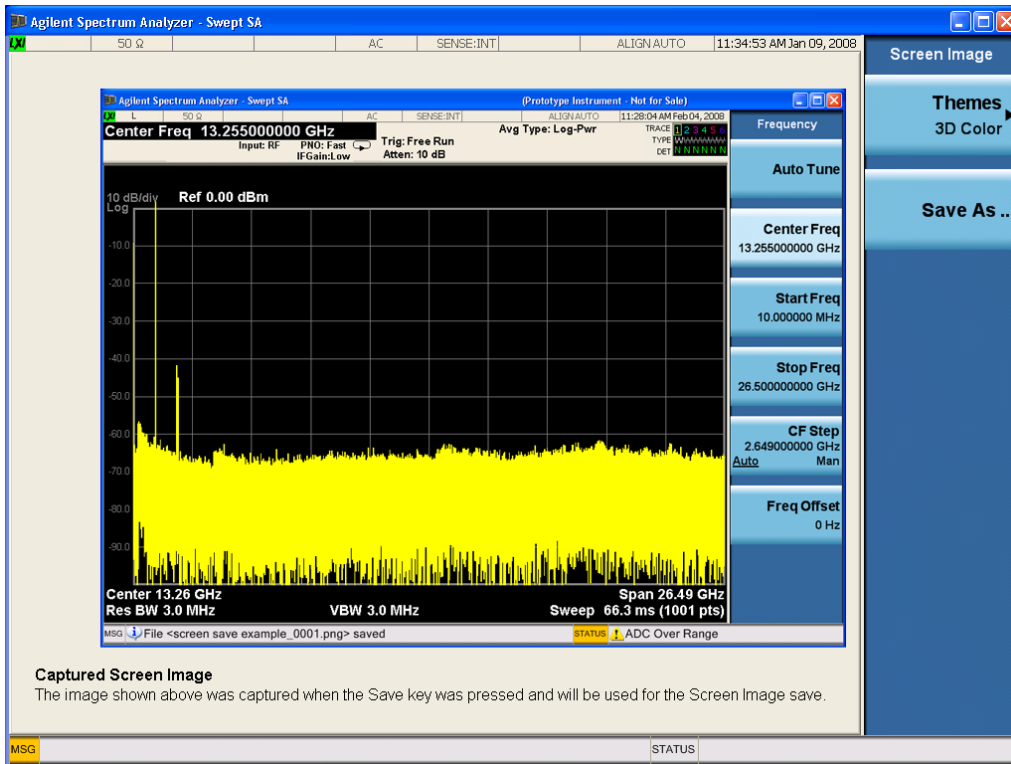 Agilent Spectrum Analyzer - Swept SA
LXI 50 Ω AC SENSE:INT ALIGN AUTO 11:34:53 AM Jan 09, 2008
Screen Image
Themes
3D Color
Save As ..
Agilent Spectrum Analyzer - Swept SA (Prototype Instrument - Not for Sale)
LXI L 50 Ω AC SENSE:INT ALIGNAUTO 11:28:04 AM Feb 04, 2008
Center Freq 13.255000000 GHz
Input: RF PNO: Fast Trig: Free Run
IFGain:Low Atten: 10 dB
Avg Type: Log-Pwr
TRACE 1 2 3 4 5 6
TYPE W
DET N N N N N N
Frequency
Auto Tune
Center Freq
13.255000000 GHz
Start Freq
10.000000 MHz
Stop Freq
26.500000000 GHz
CF Step
2.649000000 GHz
Auto Man
Freq Offset
0 Hz
10 dB/div Ref 0.00 dBm
Log
-10.0
-20.0
-30.0
-40.0
-50.0
-60.0
-70.0
-80.0
-90.0
Center 13.26 GHz Span 26.49 GHz
Res BW 3.0 MHz VBW 3.0 MHz Sweep 66.3 ms (1001 pts)
MSG File <screen save example_0001.png> saved STATUS ADC Over Range
Captured Screen Image
The image shown above was captured when the Save key was pressed and will be used for the Screen Image save.
MSG STATUS